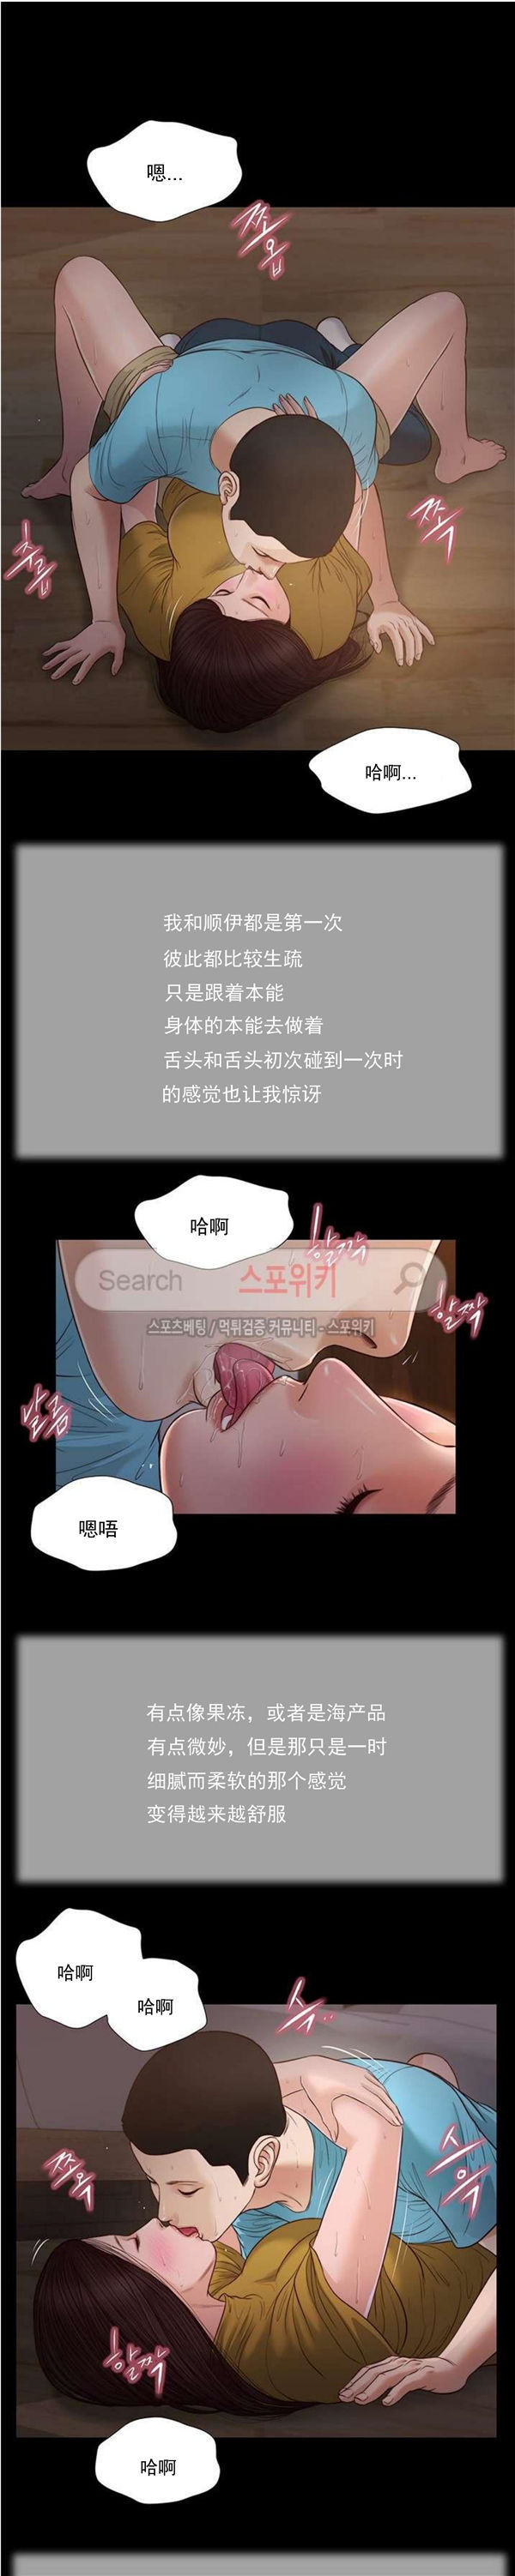 嗯...
쪼옵
쪽
츄릅
哈啊...
我和顺伊都是第一次
彼此都比较生疏
只是跟着本能
身体的本能去做着
舌头和舌头初次碰到一次时
的感觉也让我惊讶
哈啊
할짝
Search 스포위키
할짝
스포츠베팅 / 먹튀검증 커뮤니티 - 스포위키
날름
嗯唔
有点像果冻，或者是海产品
有点微妙，但是那只是一时
细腻而柔软的那个感觉
变得越来越舒服
哈啊
哈啊
스..
스윽
쪼옥
할짝
哈啊